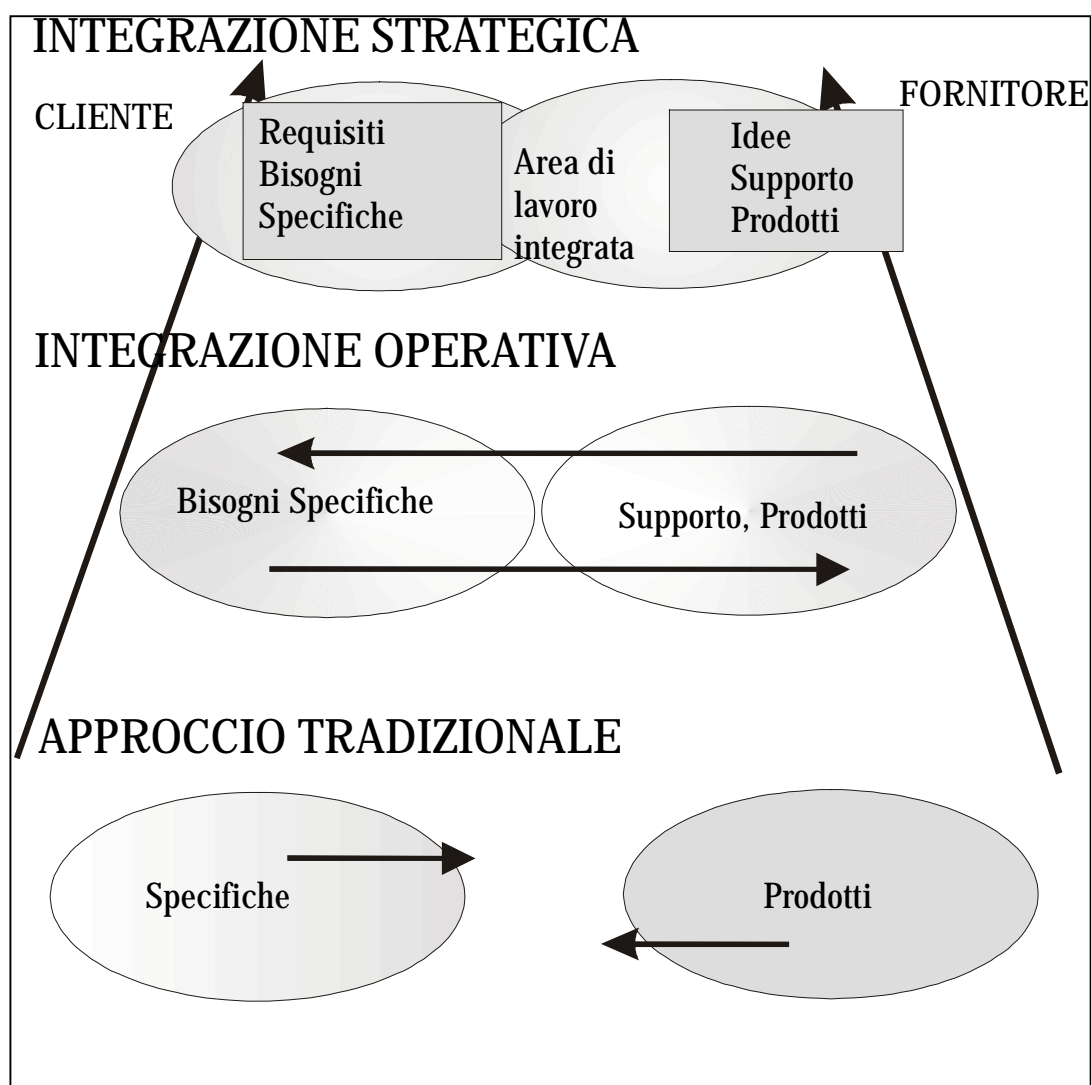 INTEGRAZIONE STRATEGICA
CLIENTE
FORNITORE
Requisiti
Bisogni
Specifiche
Area di
lavoro
integrata
Idee
Supporto
Prodotti
INTEGRAZIONE OPERATIVA
Bisogni Specifiche
Supporto, Prodotti
APPROCCIO TRADIZIONALE
Specifiche
Prodotti